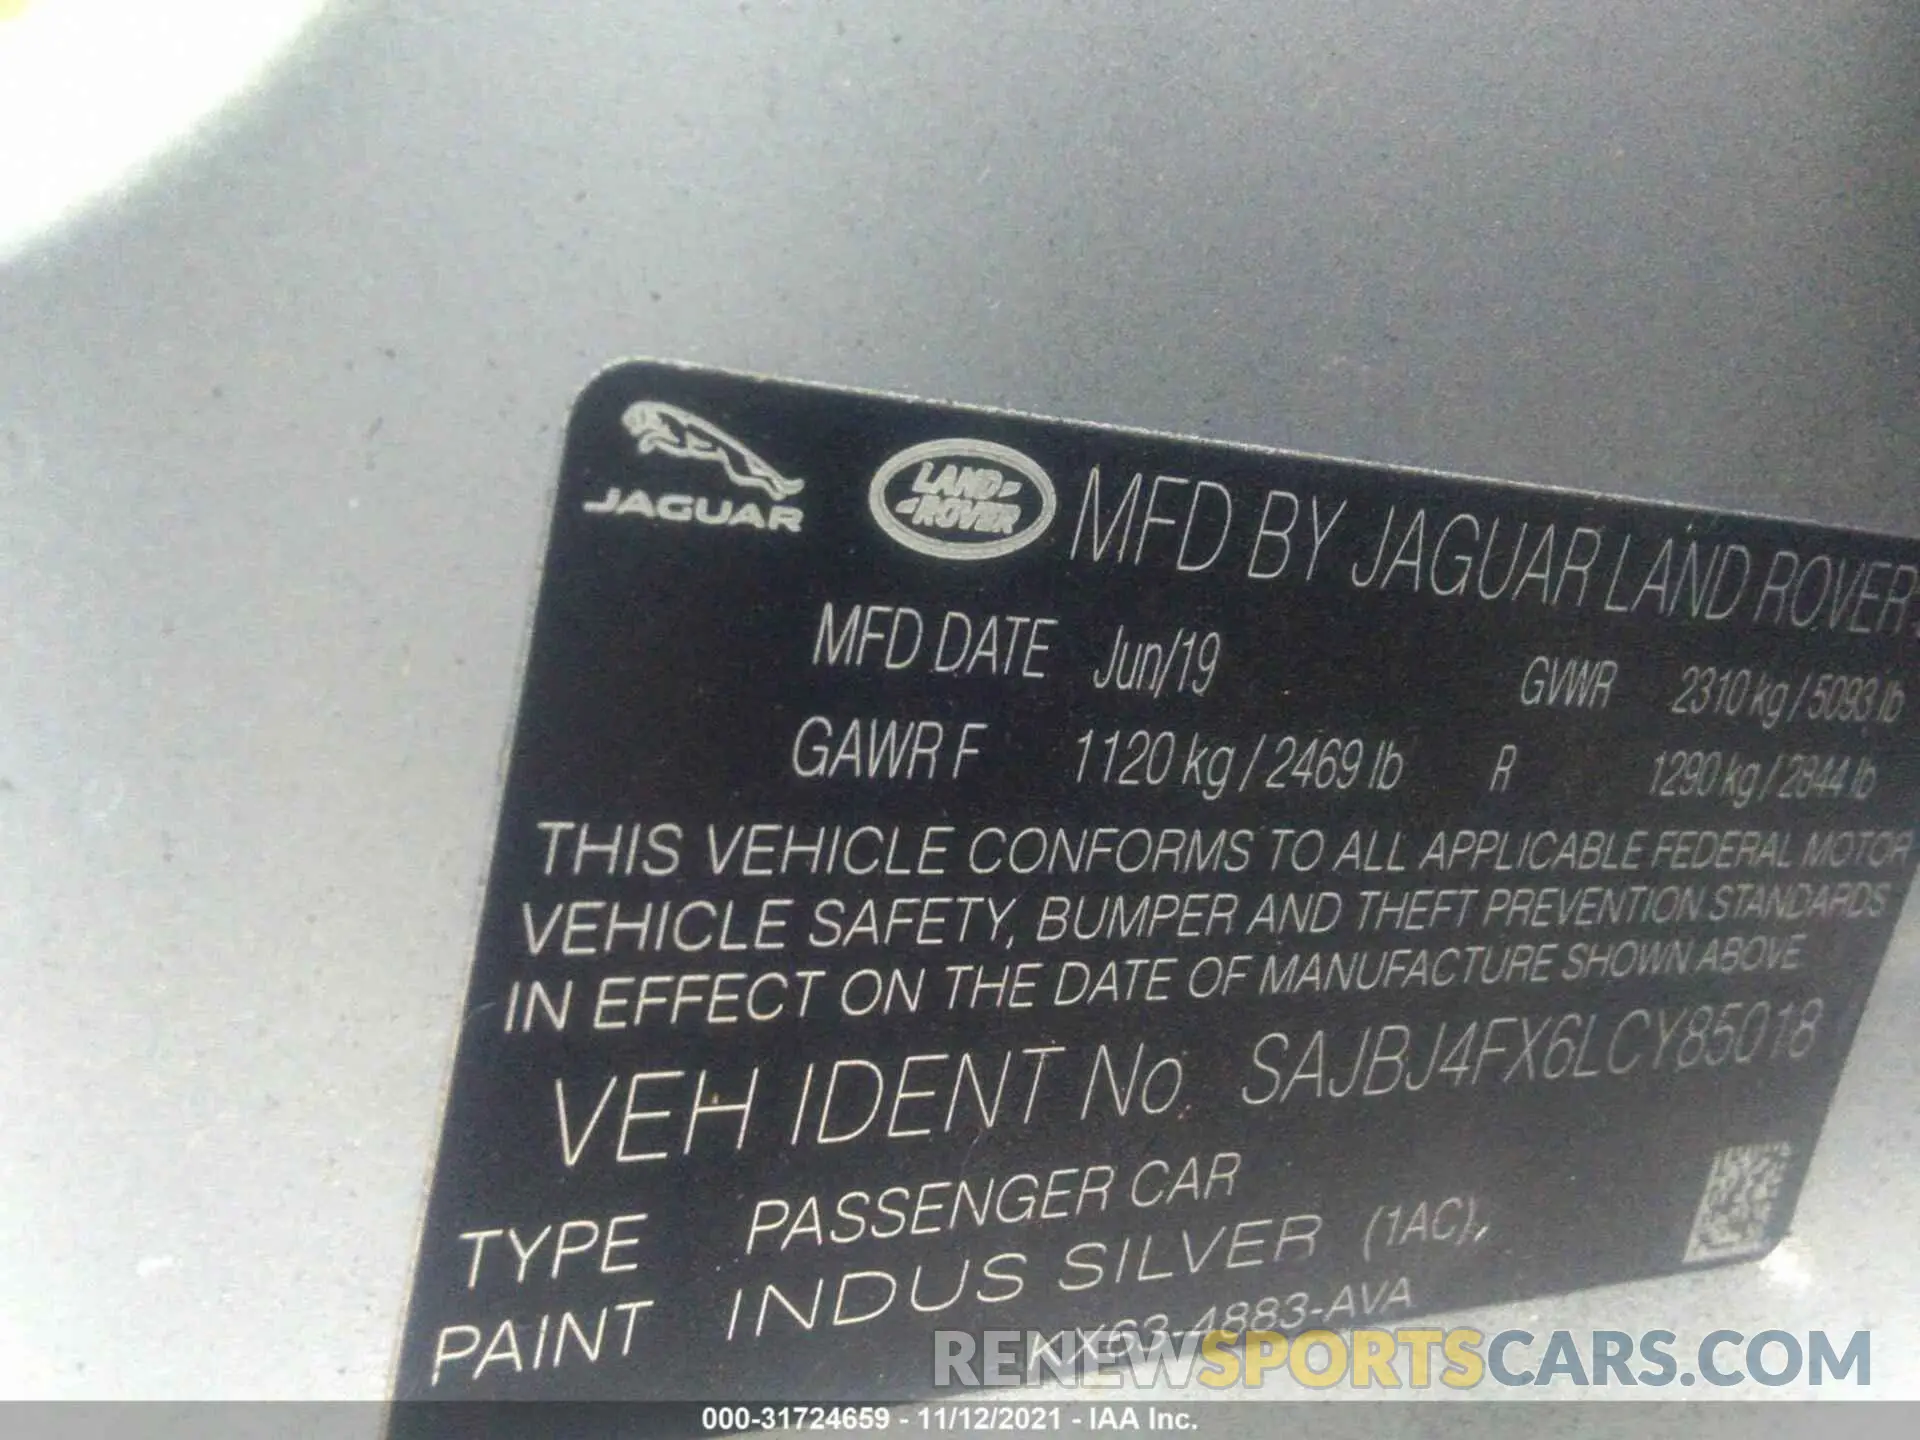 JAGUAR
LAND-
-ROVER
MFD BY JAGUAR LAND ROVER
MFD DATE Jun/19 GVWR 2310 kg / 5093 lb
GAWR F 1120 kg / 2469 lb R 1290 kg / 2844 lb
THIS VEHICLE CONFORMS TO ALL APPLICABLE FEDERAL MOTOR
VEHICLE SAFETY, BUMPER AND THEFT PREVENTION STANDARDS
IN EFFECT ON THE DATE OF MANUFACTURE SHOWN ABOVE
VEH IDENT No. SAJBJ4FX6LCY85018
TYPE PASSENGER CAR
PAINT INDUS SILVER (1AC),
KX63-4883-AVA
RENEWSPORTSCARS.COM
000-31724659 - 11/12/2021 - IAA Inc.